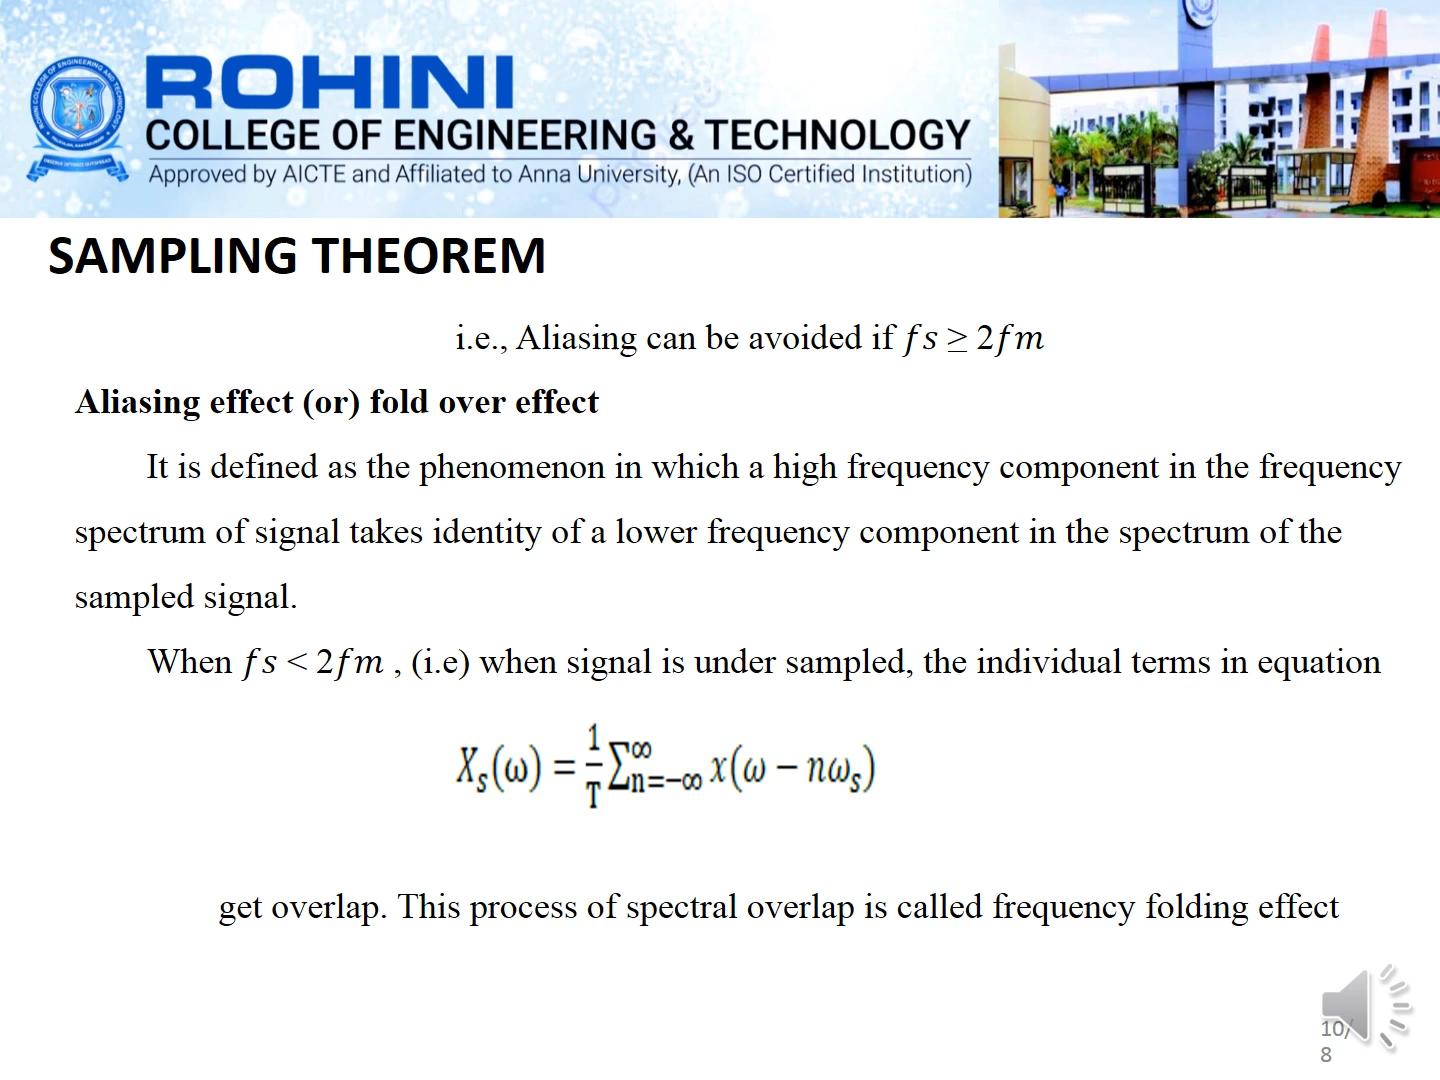 ROHINI
COLLEGE OF ENGINEERING & TECHNOLOGY
Approved by AICTE and Affiliated to Anna University, (An ISO Certified Institution)
SAMPLING THEOREM
i.e., Aliasing can be avoided if fs ≥ 2fm
Aliasing effect (or) fold over effect
It is defined as the phenomenon in which a high frequency component in the frequency
spectrum of signal takes identity of a lower frequency component in the spectrum of the
sampled signal.
When fs < 2fm , (i.e) when signal is under sampled, the individual terms in equation
Xₛ(ω) = 1/T ∑ₙ₌₋∞^∞ x(ω − nωₛ)
get overlap. This process of spectral overlap is called frequency folding effect
10/
8